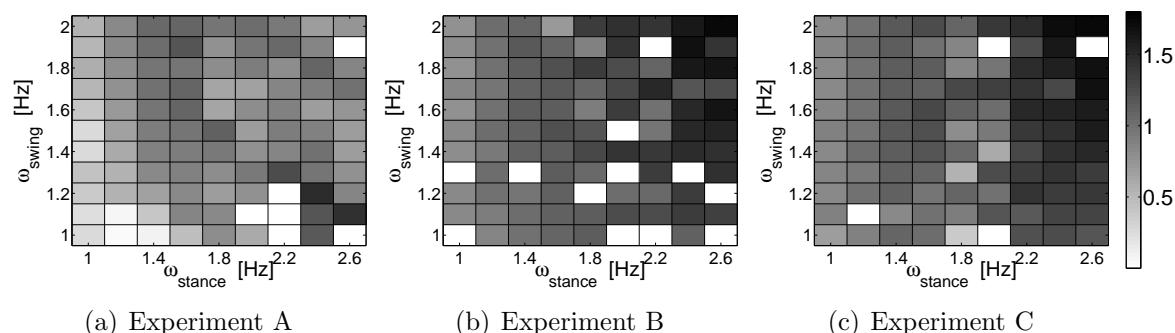 2
1.8
1.6
1.4
1.2
1
ω_swing [Hz]
1 1.4 1.8 2.2 2.6
ω_stance [Hz]
(a) Experiment A
2
1.8
1.6
1.4
1.2
1
ω_swing [Hz]
1 1.4 1.8 2.2 2.6
ω_stance [Hz]
(b) Experiment B
2
1.8
1.6
1.4
1.2
1
ω_swing [Hz]
1 1.4 1.8 2.2 2.6
ω_stance [Hz]
(c) Experiment C
1
0.5